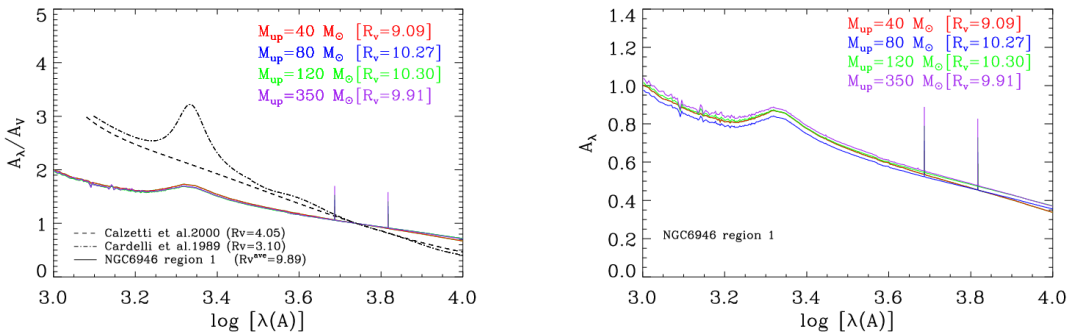 5
4
3
2
1
0
A_λ/A_V
M_up=40 M_⊙ [R_v=9.09]
M_up=80 M_⊙ [R_v=10.27]
M_up=120 M_⊙[R_v=10.30]
M_up=350 M_⊙[R_v=9.91]
Calzetti et al.2000 (Rv=4.05)
Cardelli et al.1989 (Rv=3.10)
NGC6946 region 1 (Rv^ave=9.89)
3.0 3.2 3.4 3.6 3.8 4.0
log [λ(A)]
1.4
1.2
1.0
0.8
0.6
0.4
0.2
0.0
A_λ
M_up=40 M_⊙ [R_v=9.09]
M_up=80 M_⊙ [R_v=10.27]
M_up=120 M_⊙[R_v=10.30]
M_up=350 M_⊙[R_v=9.91]
NGC6946 region 1
3.0 3.2 3.4 3.6 3.8 4.0
log [λ(A)]